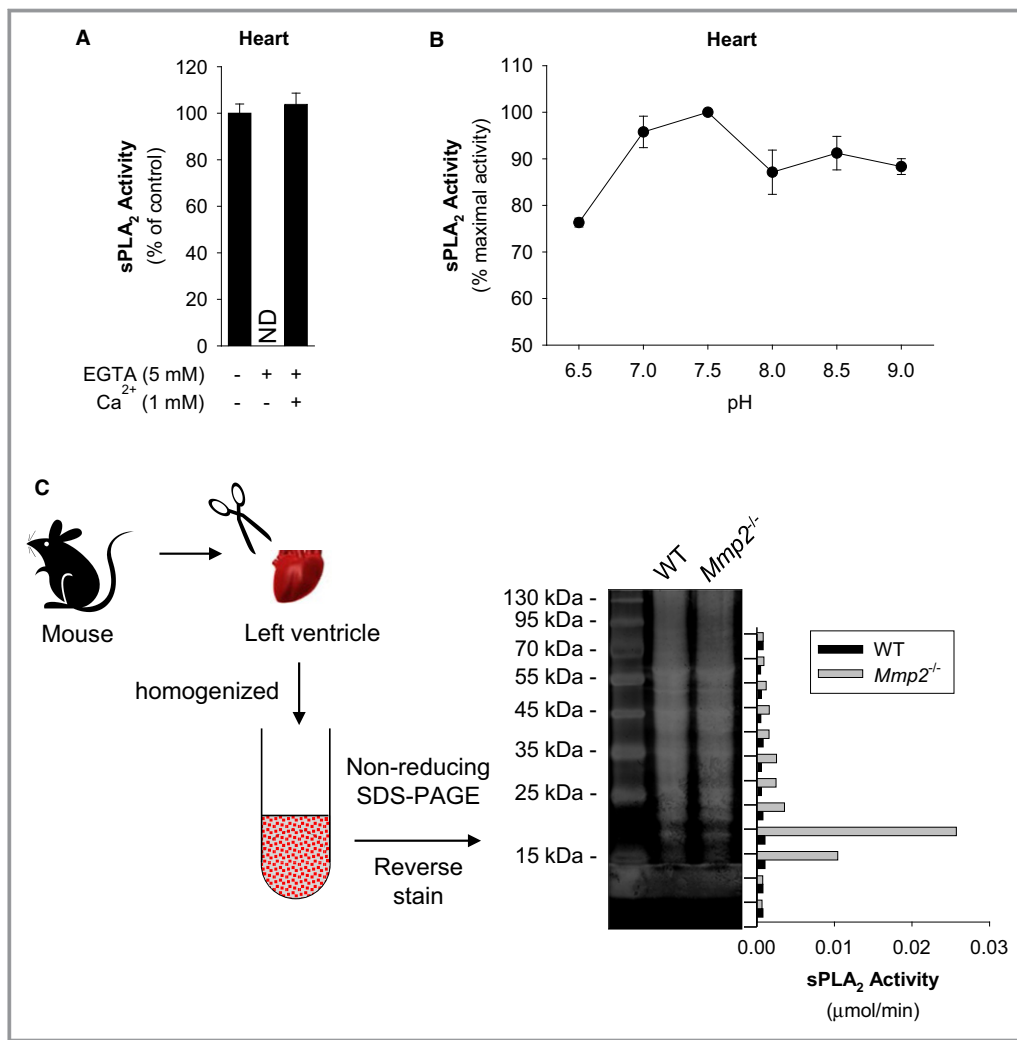 A
Heart
120
100
80
60
40
20
0
sPLA₂ Activity
(% of control)
ND
EGTA (5 mM) - + +
Ca²⁺ (1 mM) - - +
B
Heart
110
100
90
80
70
60
50
sPLA₂ Activity
(% maximal activity)
6.5 7.0 7.5 8.0 8.5 9.0
pH
C
Mouse
Left ventricle
homogenized
Non-reducing
SDS-PAGE
Reverse
stain
WT Mmp2⁻/⁻
130 kDa -
95 kDa -
70 kDa -
55 kDa -
45 kDa -
35 kDa -
25 kDa -
15 kDa -
WT
Mmp2⁻/⁻
0.00 0.01 0.02 0.03
sPLA₂ Activity
(μmol/min)